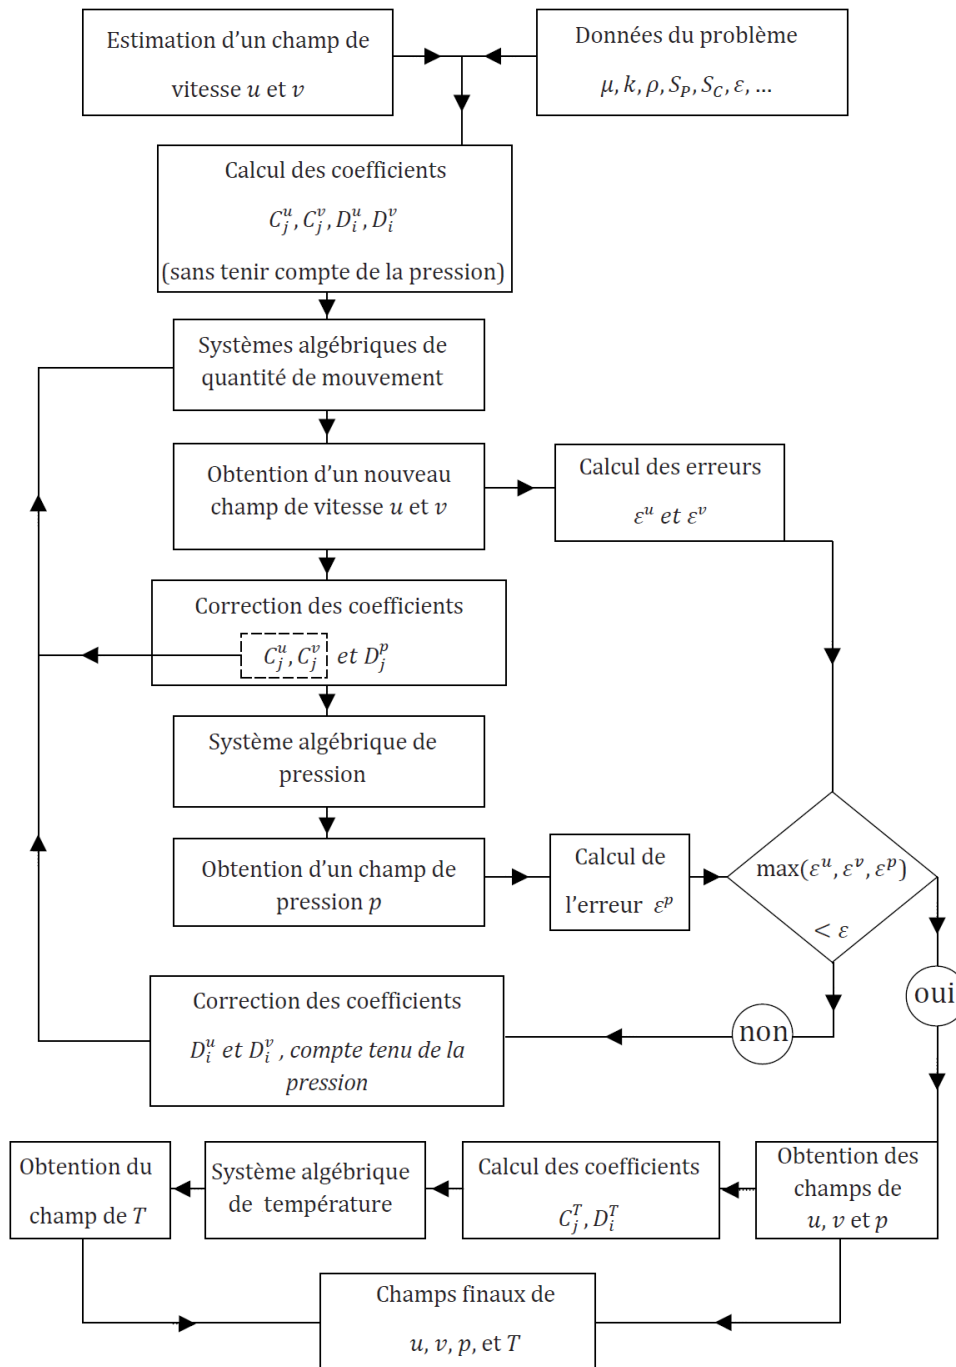 Estimation d’un champ de
vitesse u et v
Données du problème
μ, k, ρ, S_P, S_C, ε, …
Calcul des coefficients
C_j^u, C_j^v, D_i^u, D_i^v
(sans tenir compte de la pression)
Systèmes algébriques de
quantité de mouvement
Obtention d’un nouveau
champ de vitesse u et v
Calcul des erreurs
ε^u et ε^v
Correction des coefficients
C_j^u, C_j^v et D_j^p
Système algébrique de
pression
Obtention d’un champ de
pression p
Calcul de
l’erreur ε^p
max(ε^u, ε^v, ε^p)
< ε
oui
non
Correction des coefficients
D_i^u et D_i^v , compte tenu de la
pression
Obtention du
champ de T
Système algébrique
de température
Calcul des coefficients
C_j^T, D_i^T
Obtention des
champs de
u, v et p
Champs finaux de
u, v, p, et T